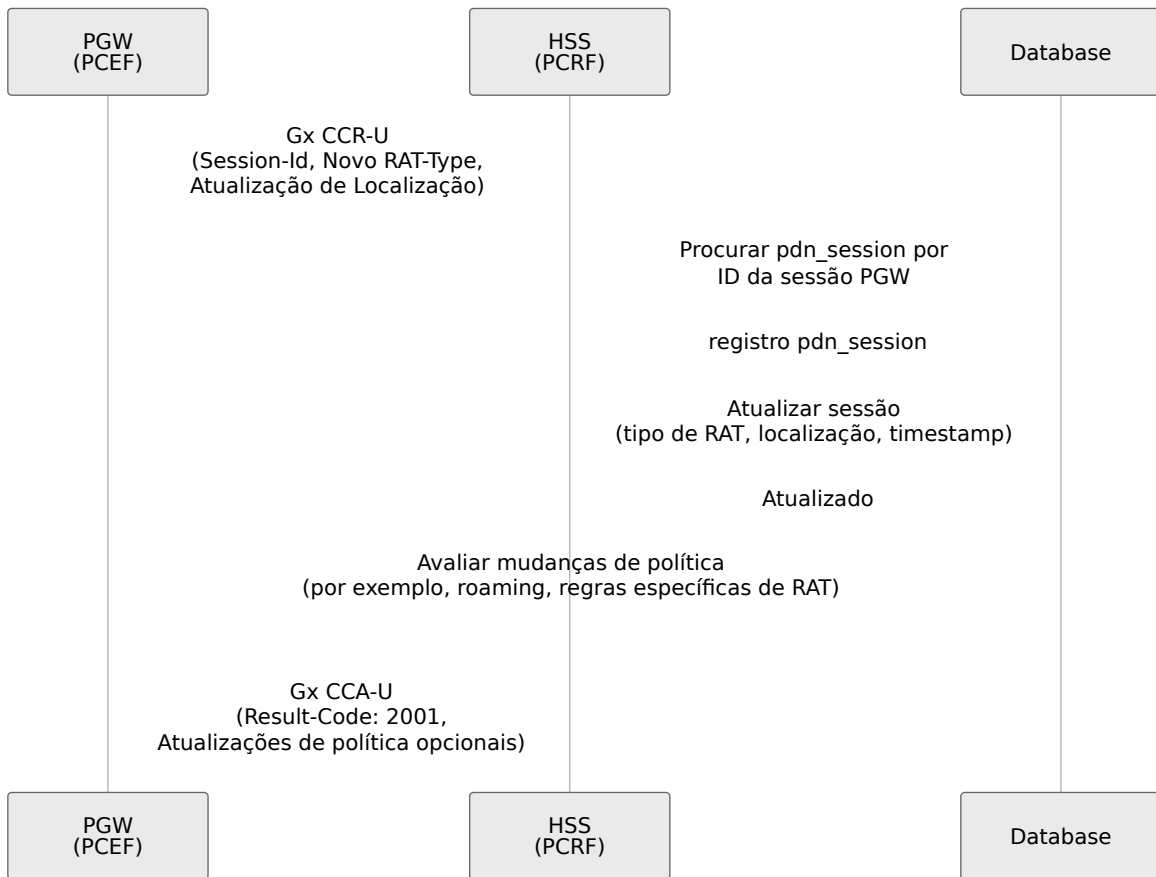 PGW
(PCEF)
HSS
(PCRF)
Database
Gx CCR-U
(Session-Id, Novo RAT-Type,
Atualização de Localização)
Procurar pdn_session por
ID da sessão PGW
registro pdn_session
Atualizar sessão
(tipo de RAT, localização, timestamp)
Atualizado
Avaliar mudanças de política
(por exemplo, roaming, regras específicas de RAT)
Gx CCA-U
(Result-Code: 2001,
Atualizações de política opcionais)
PGW
(PCEF)
HSS
(PCRF)
Database